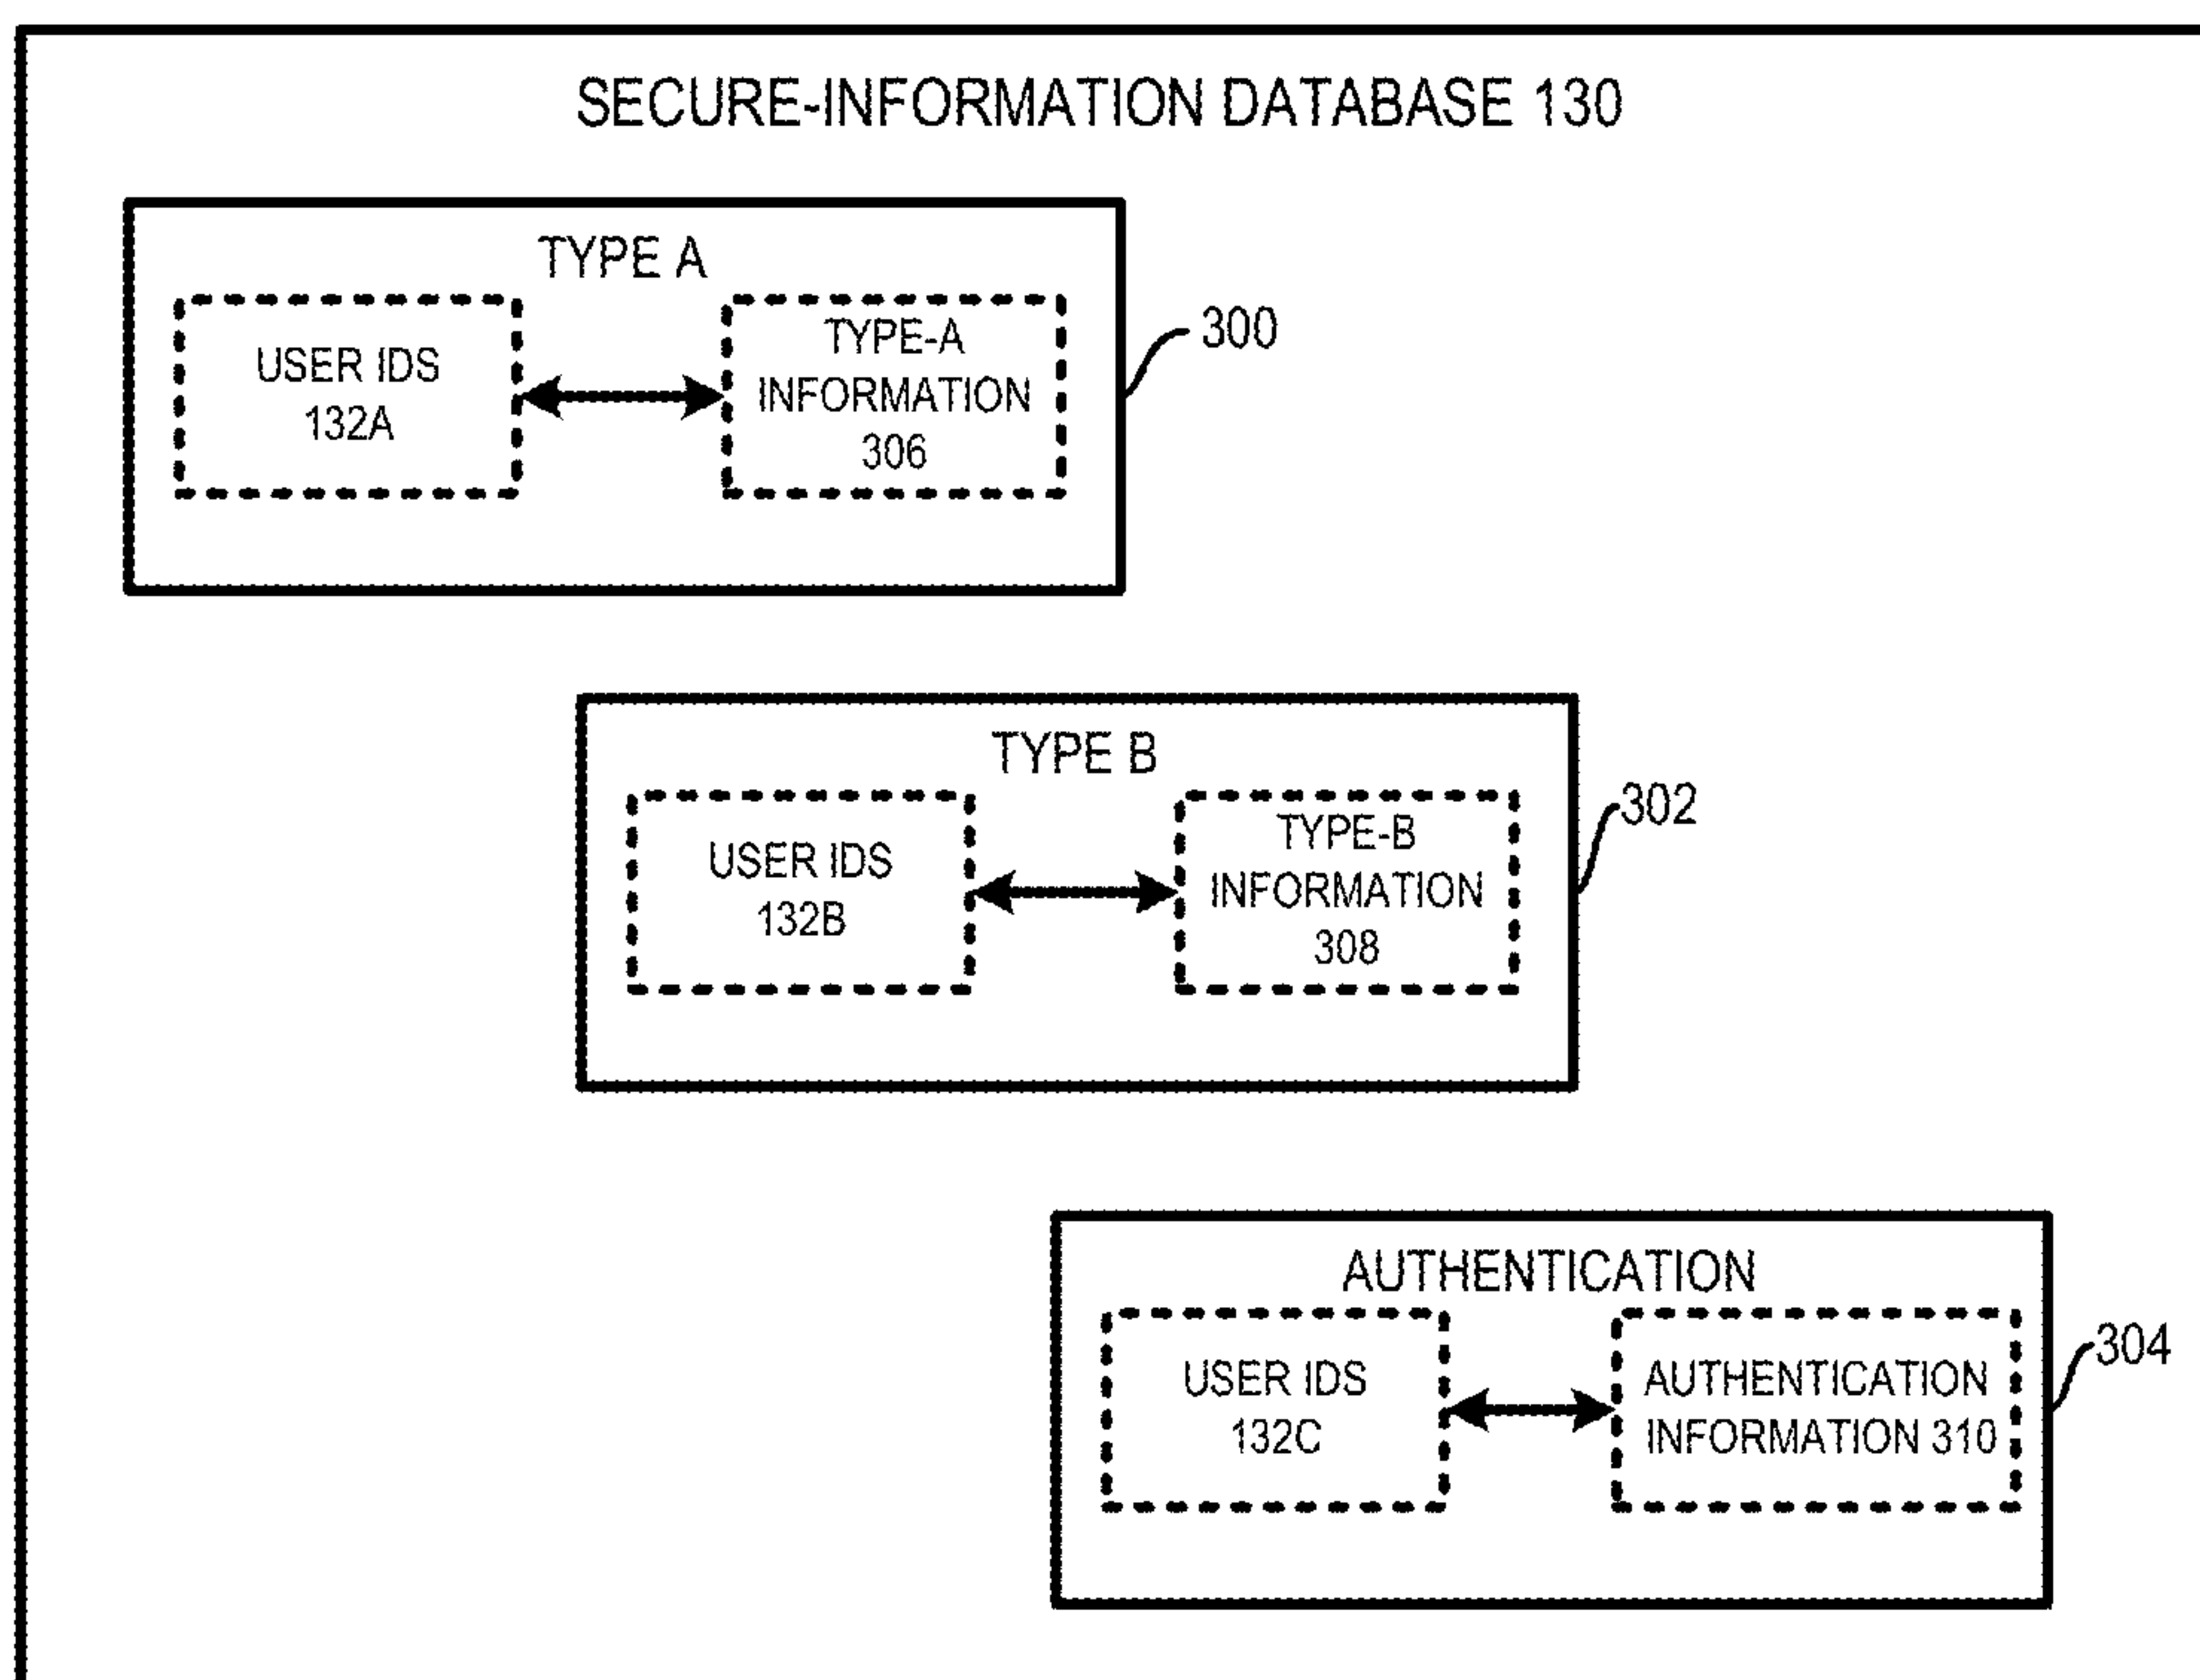 SECURE-INFORMATION DATABASE 130
TYPE A
USER IDS
132A
TYPE-A
INFORMATION
306
300
TYPE B
USER IDS
132B
TYPE-B
INFORMATION
308
302
AUTHENTICATION
USER IDS
132C
AUTHENTICATION
INFORMATION 310
304